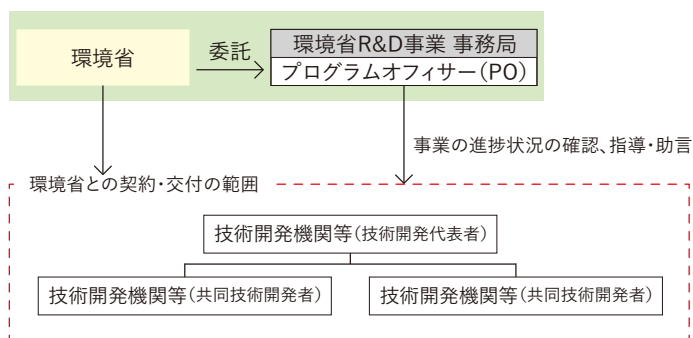 環境省
委託
環境省R&D事業 事務局
プログラムオフィサー(PO)
事業の進捗状況の確認、指導・助言
環境省との契約・交付の範囲
技術開発機関等(技術開発代表者)
技術開発機関等(共同技術開発者)
技術開発機関等(共同技術開発者)